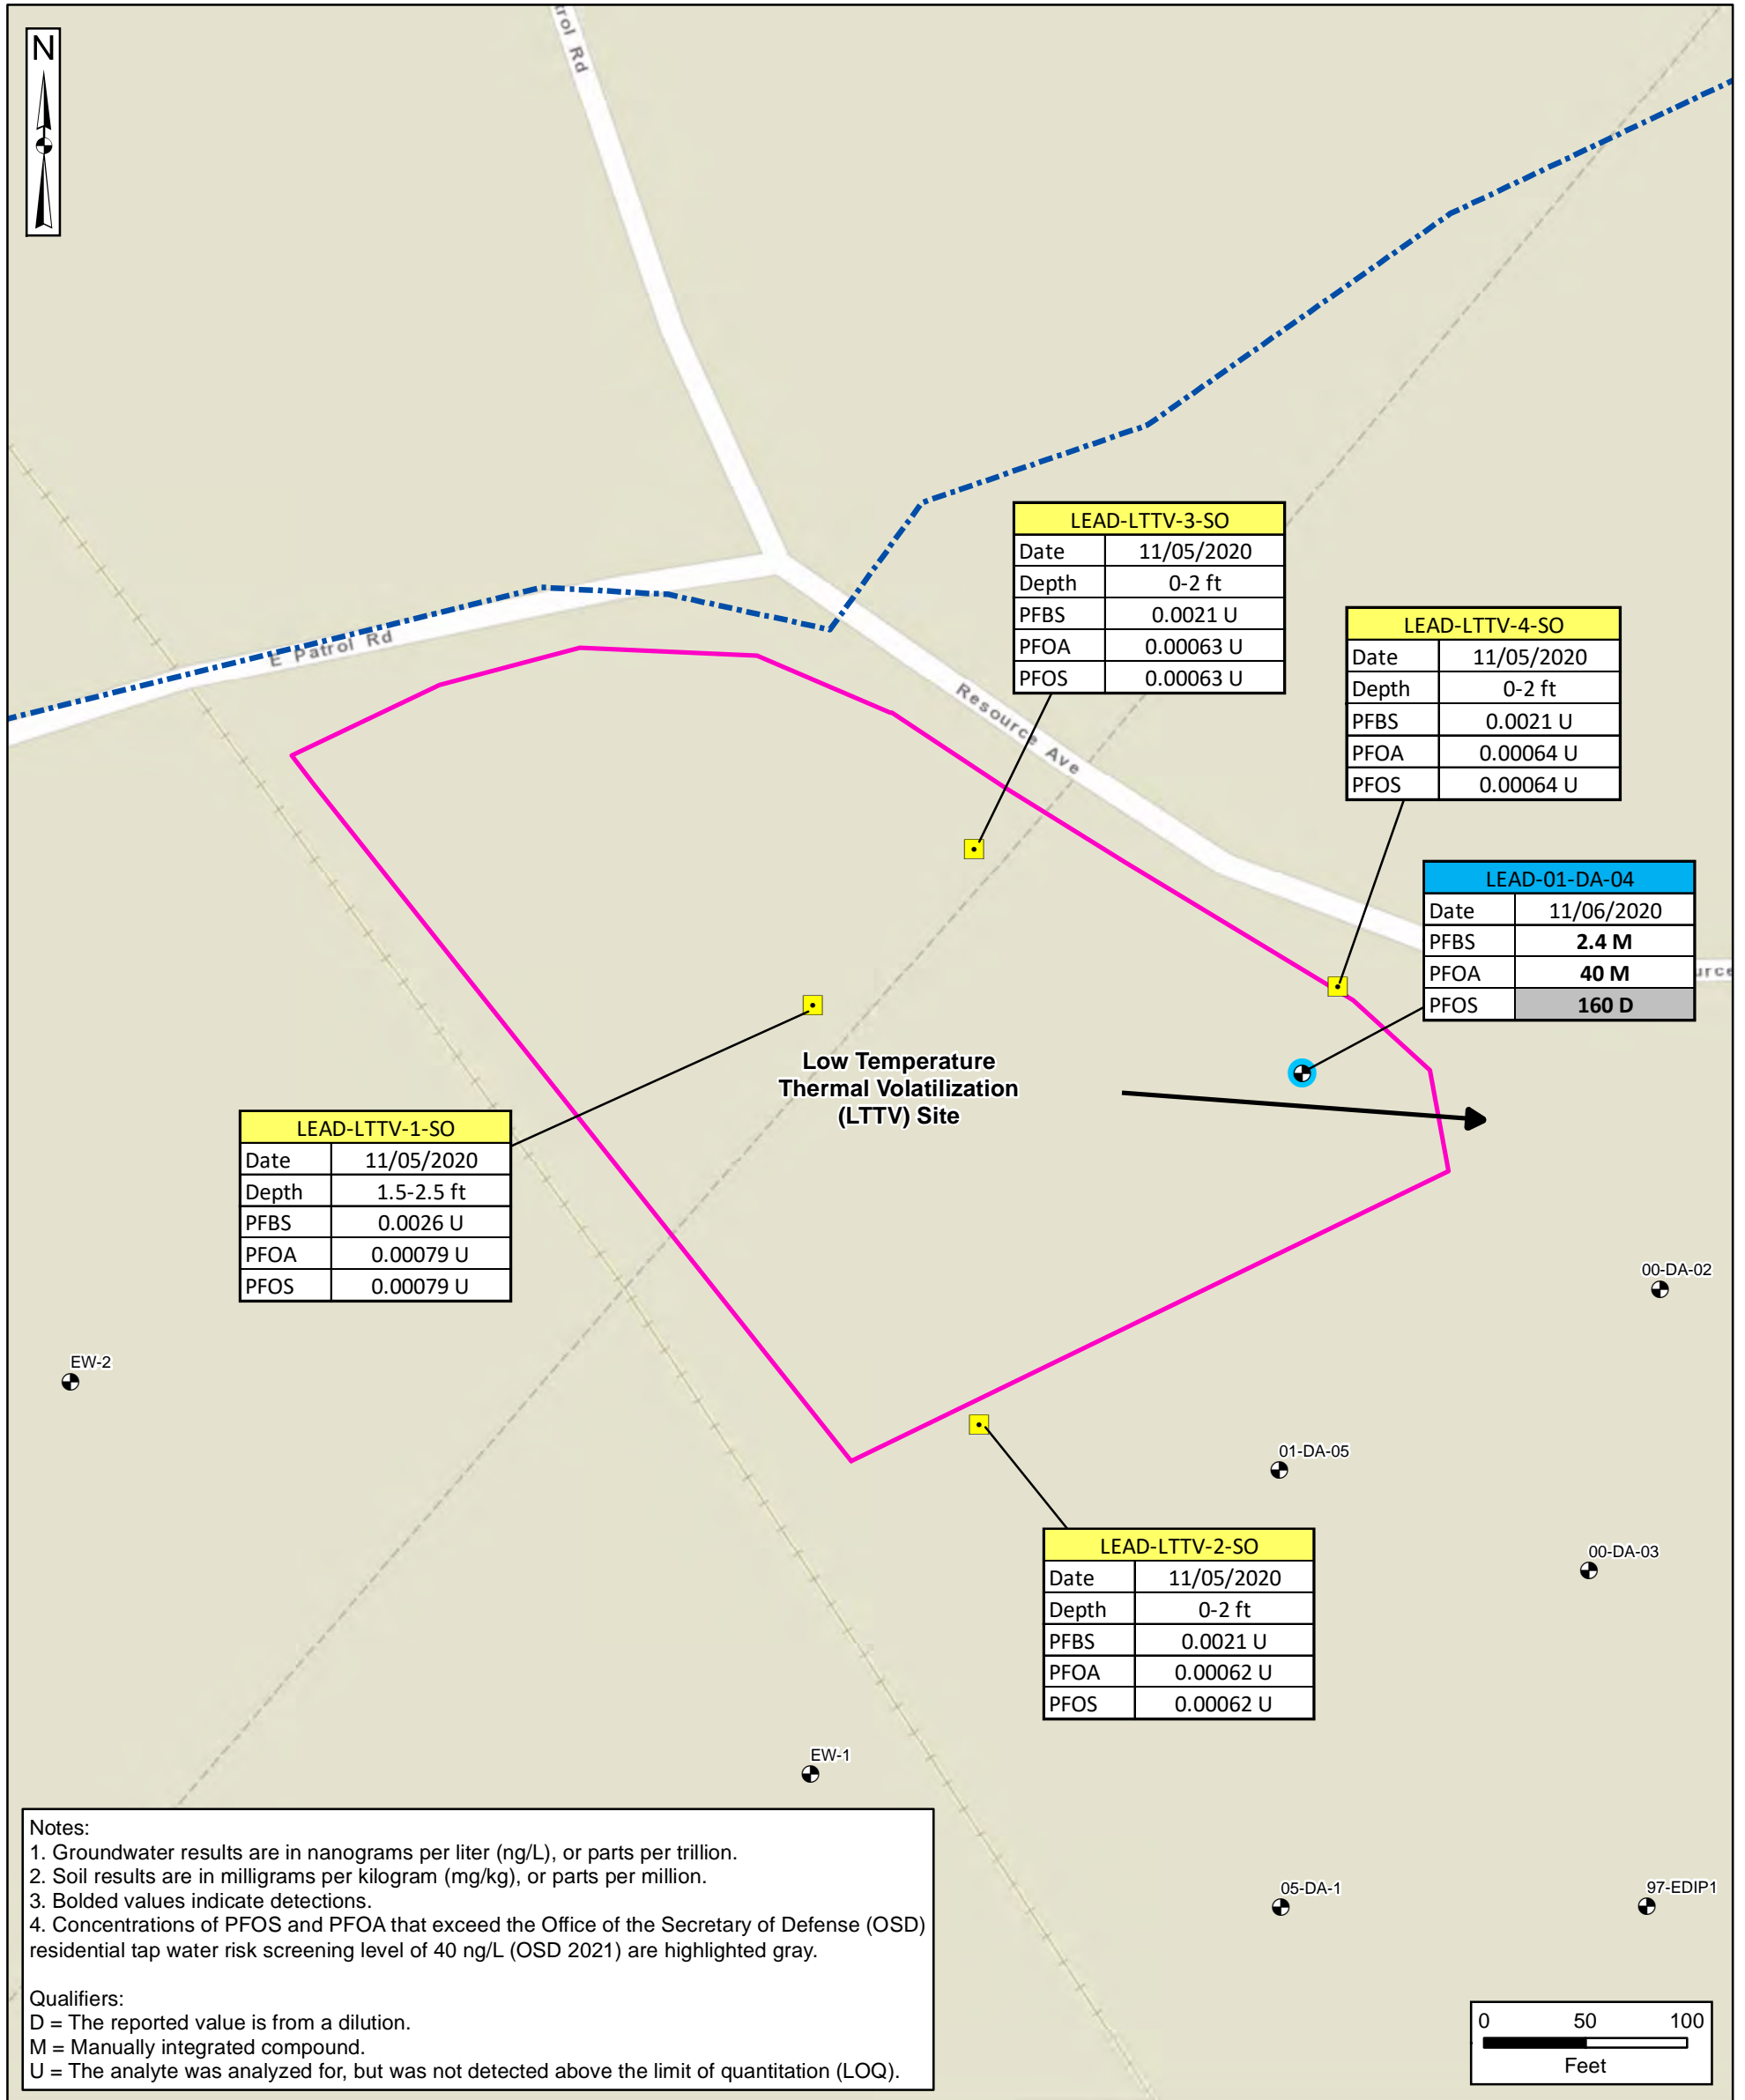 N
trol Rd
E Patrol Rd
Resource Ave
LEAD-LTTV-3-SO
Date 11/05/2020
Depth 0-2 ft
PFBS 0.0021 U
PFOA 0.00063 U
PFOS 0.00063 U
LEAD-LTTV-4-SO
Date 11/05/2020
Depth 0-2 ft
PFBS 0.0021 U
PFOA 0.00064 U
PFOS 0.00064 U
LEAD-01-DA-04
Date 11/06/2020
PFBS 2.4 M
PFOA 40 M
PFOS 160 D
urce
Low Temperature
Thermal Volatilization
(LTTV) Site
LEAD-LTTV-1-SO
Date 11/05/2020
Depth 1.5-2.5 ft
PFBS 0.0026 U
PFOA 0.00079 U
PFOS 0.00079 U
00-DA-02
EW-2
01-DA-05
00-DA-03
LEAD-LTTV-2-SO
Date 11/05/2020
Depth 0-2 ft
PFBS 0.0021 U
PFOA 0.00062 U
PFOS 0.00062 U
EW-1
05-DA-1
97-EDIP1
Notes:
1. Groundwater results are in nanograms per liter (ng/L), or parts per trillion.
2. Soil results are in milligrams per kilogram (mg/kg), or parts per million.
3. Bolded values indicate detections.
4. Concentrations of PFOS and PFOA that exceed the Office of the Secretary of Defense (OSD)
residential tap water risk screening level of 40 ng/L (OSD 2021) are highlighted gray.
Qualifiers:
D = The reported value is from a dilution.
M = Manually integrated compound.
U = The analyte was analyzed for, but was not detected above the limit of quantitation (LOQ).
0 50 100
Feet